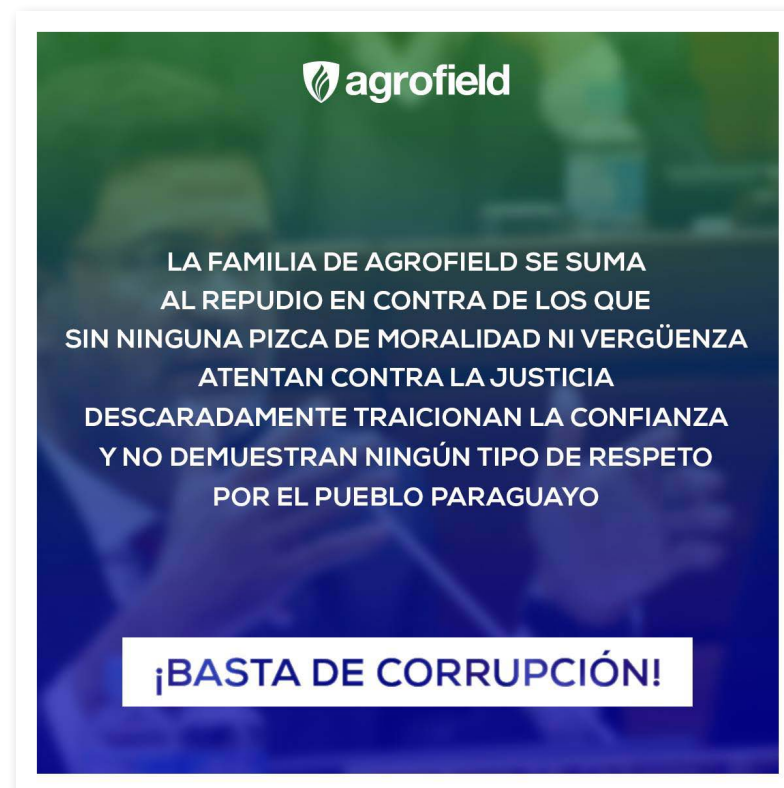 agrofield
LA FAMILIA DE AGROFIELD SE SUMA
AL REPUDIO EN CONTRA DE LOS QUE
SIN NINGUNA PIZCA DE MORALIDAD NI VERGÜENZA
ATENTAN CONTRA LA JUSTICIA
DESCARADAMENTE TRAICIONAN LA CONFIANZA
Y NO DEMUESTRAN NINGÚN TIPO DE RESPETO
POR EL PUEBLO PARAGUAYO
¡BASTA DE CORRUPCIÓN!